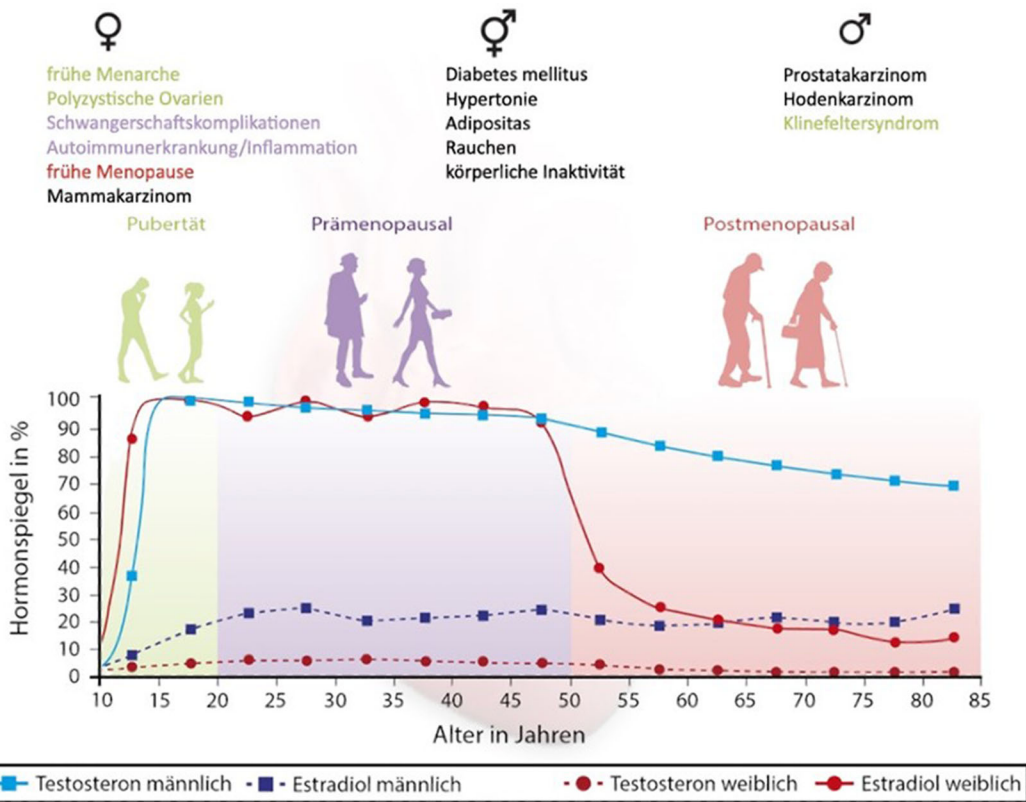 ♀
frühe Menarche
Polyzystische Ovarien
Schwangerschaftskomplikationen
Autoimmunerkrankung/Inflammation
frühe Menopause
Mammakarzinom
⚥
Diabetes mellitus
Hypertonie
Adipositas
Rauchen
körperliche Inaktivität
♂
Prostatakarzinom
Hodenkarzinom
Klinefeltersyndrom
Pubertät
Prämenopausal
Postmenopausal
Hormonspiegel in %
100
90
80
70
60
50
40
30
20
10
0
10 15 20 25 30 35 40 45 50 55 60 65 70 75 80 85
Alter in Jahren
Testosteron männlich Estradiol männlich Testosteron weiblich Estradiol weiblich